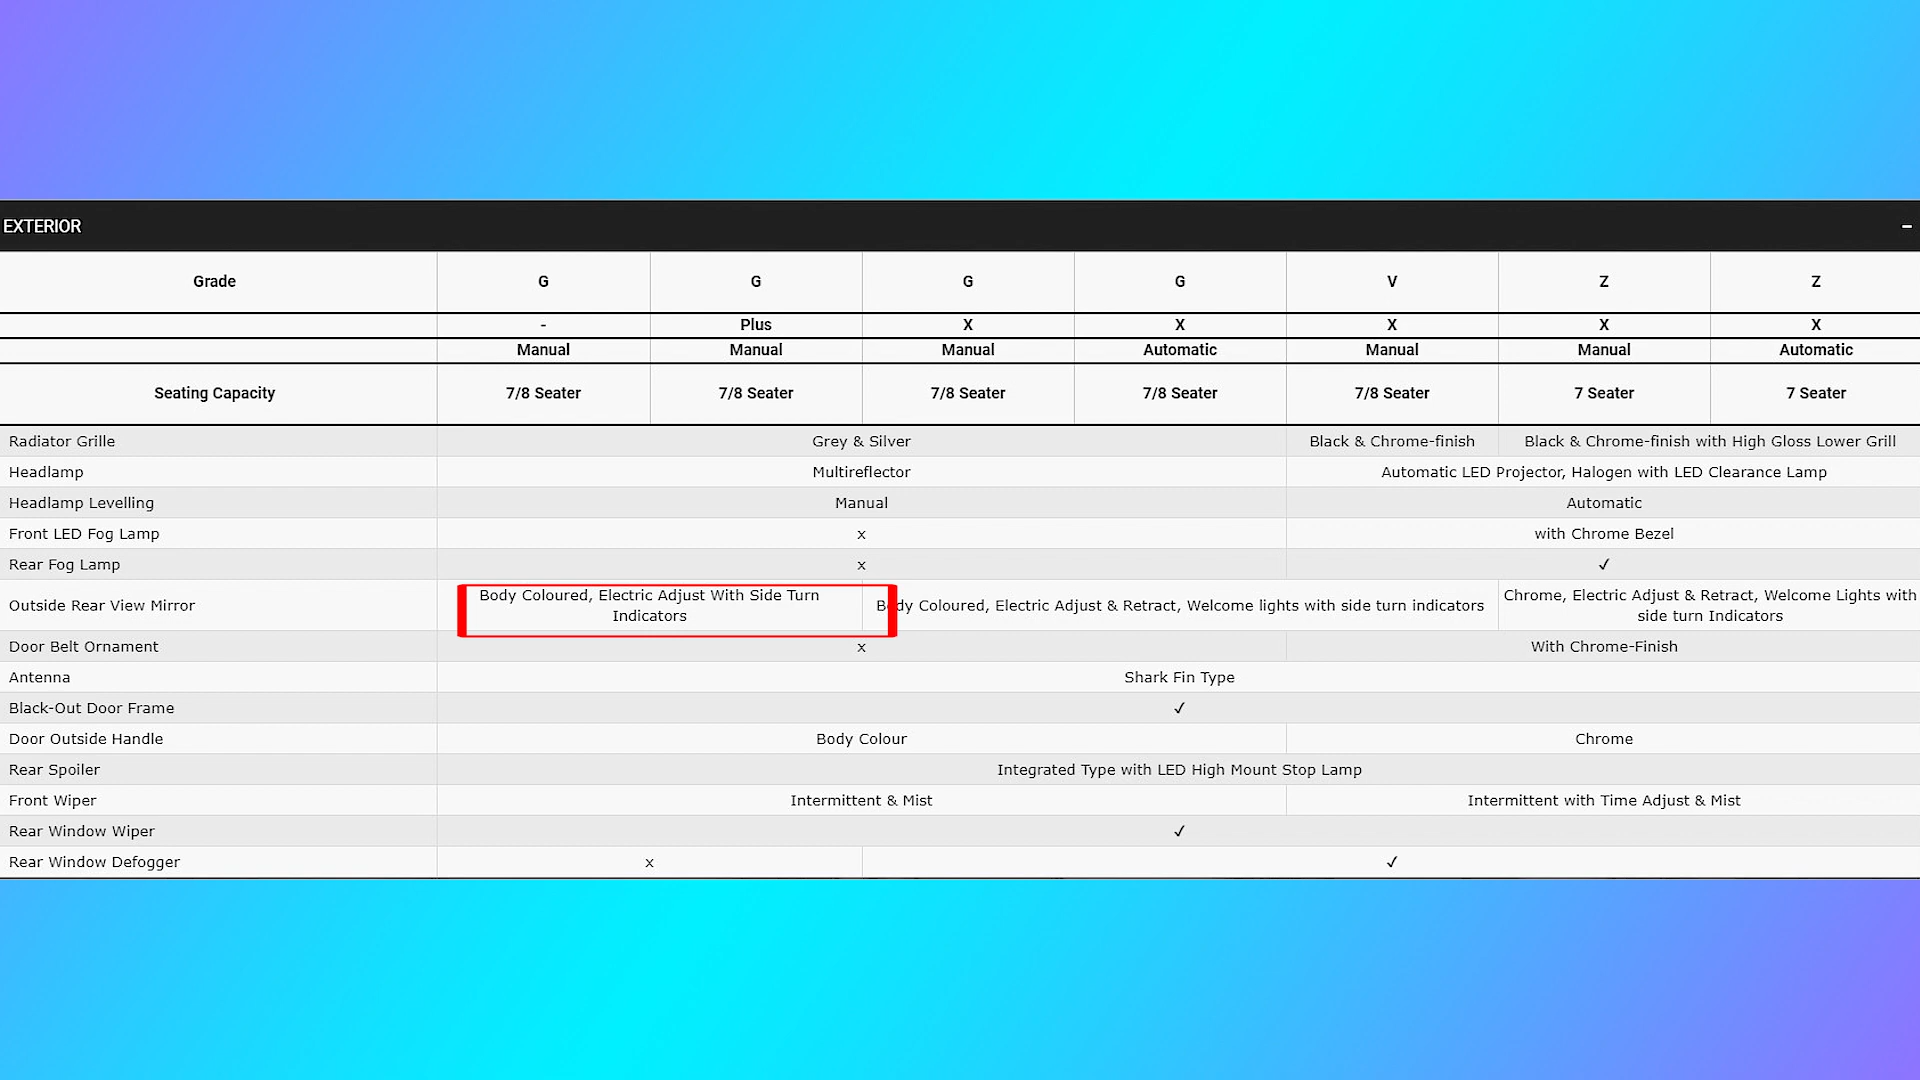 EXTERIOR –
Grade G G G G V Z Z
- Plus X X X X X
Manual Manual Manual Automatic Manual Manual Automatic
Seating Capacity 7/8 Seater 7/8 Seater 7/8 Seater 7/8 Seater 7/8 Seater 7 Seater 7 Seater
Radiator Grille Grey & Silver Black & Chrome-finish Black & Chrome-finish with High Gloss Lower Grill
Headlamp Multireflector Automatic LED Projector, Halogen with LED Clearance Lamp
Headlamp Levelling Manual Automatic
Front LED Fog Lamp x with Chrome Bezel
Rear Fog Lamp x ✓
Outside Rear View Mirror
Body Coloured, Electric Adjust With Side Turn
Indicators
Body Coloured, Electric Adjust & Retract, Welcome lights with side turn indicators
Chrome, Electric Adjust & Retract, Welcome Lights with
side turn Indicators
Door Belt Ornament x With Chrome-Finish
Antenna Shark Fin Type
Black-Out Door Frame ✓
Door Outside Handle Body Colour Chrome
Rear Spoiler Integrated Type with LED High Mount Stop Lamp
Front Wiper Intermittent & Mist Intermittent with Time Adjust & Mist
Rear Window Wiper ✓
Rear Window Defogger x ✓